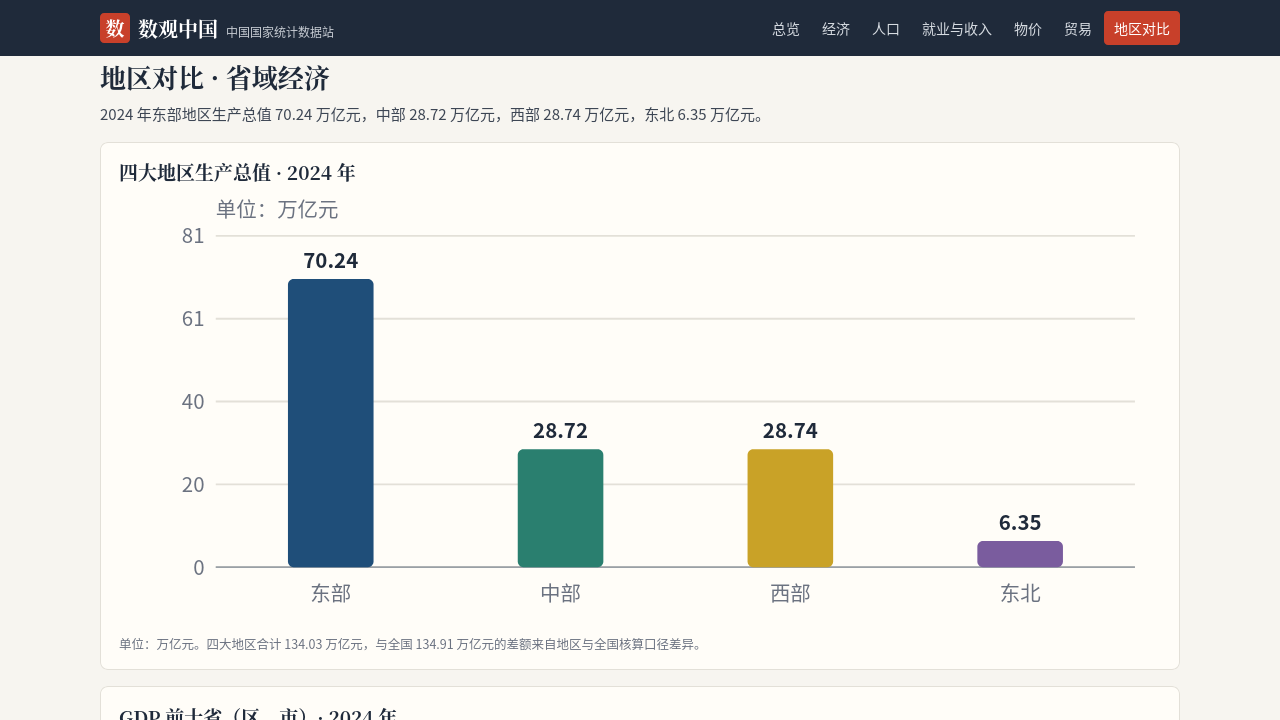 数 数观中国 中国国家统计数据站 总览 经济 人口 就业与收入 物价 贸易 地区对比
地区对比 · 省域经济
2024 年东部地区生产总值 70.24 万亿元，中部 28.72 万亿元，西部 28.74 万亿元，东北 6.35 万亿元。
四大地区生产总值 · 2024 年
单位：万亿元
81
70.24
61
40
28.72 28.74
20
6.35
0
东部 中部 西部 东北
单位：万亿元。四大地区合计 134.03 万亿元，与全国 134.91 万亿元的差额来自地区与全国核算口径差异。
GDP 前十省（区、市）· 2024 年